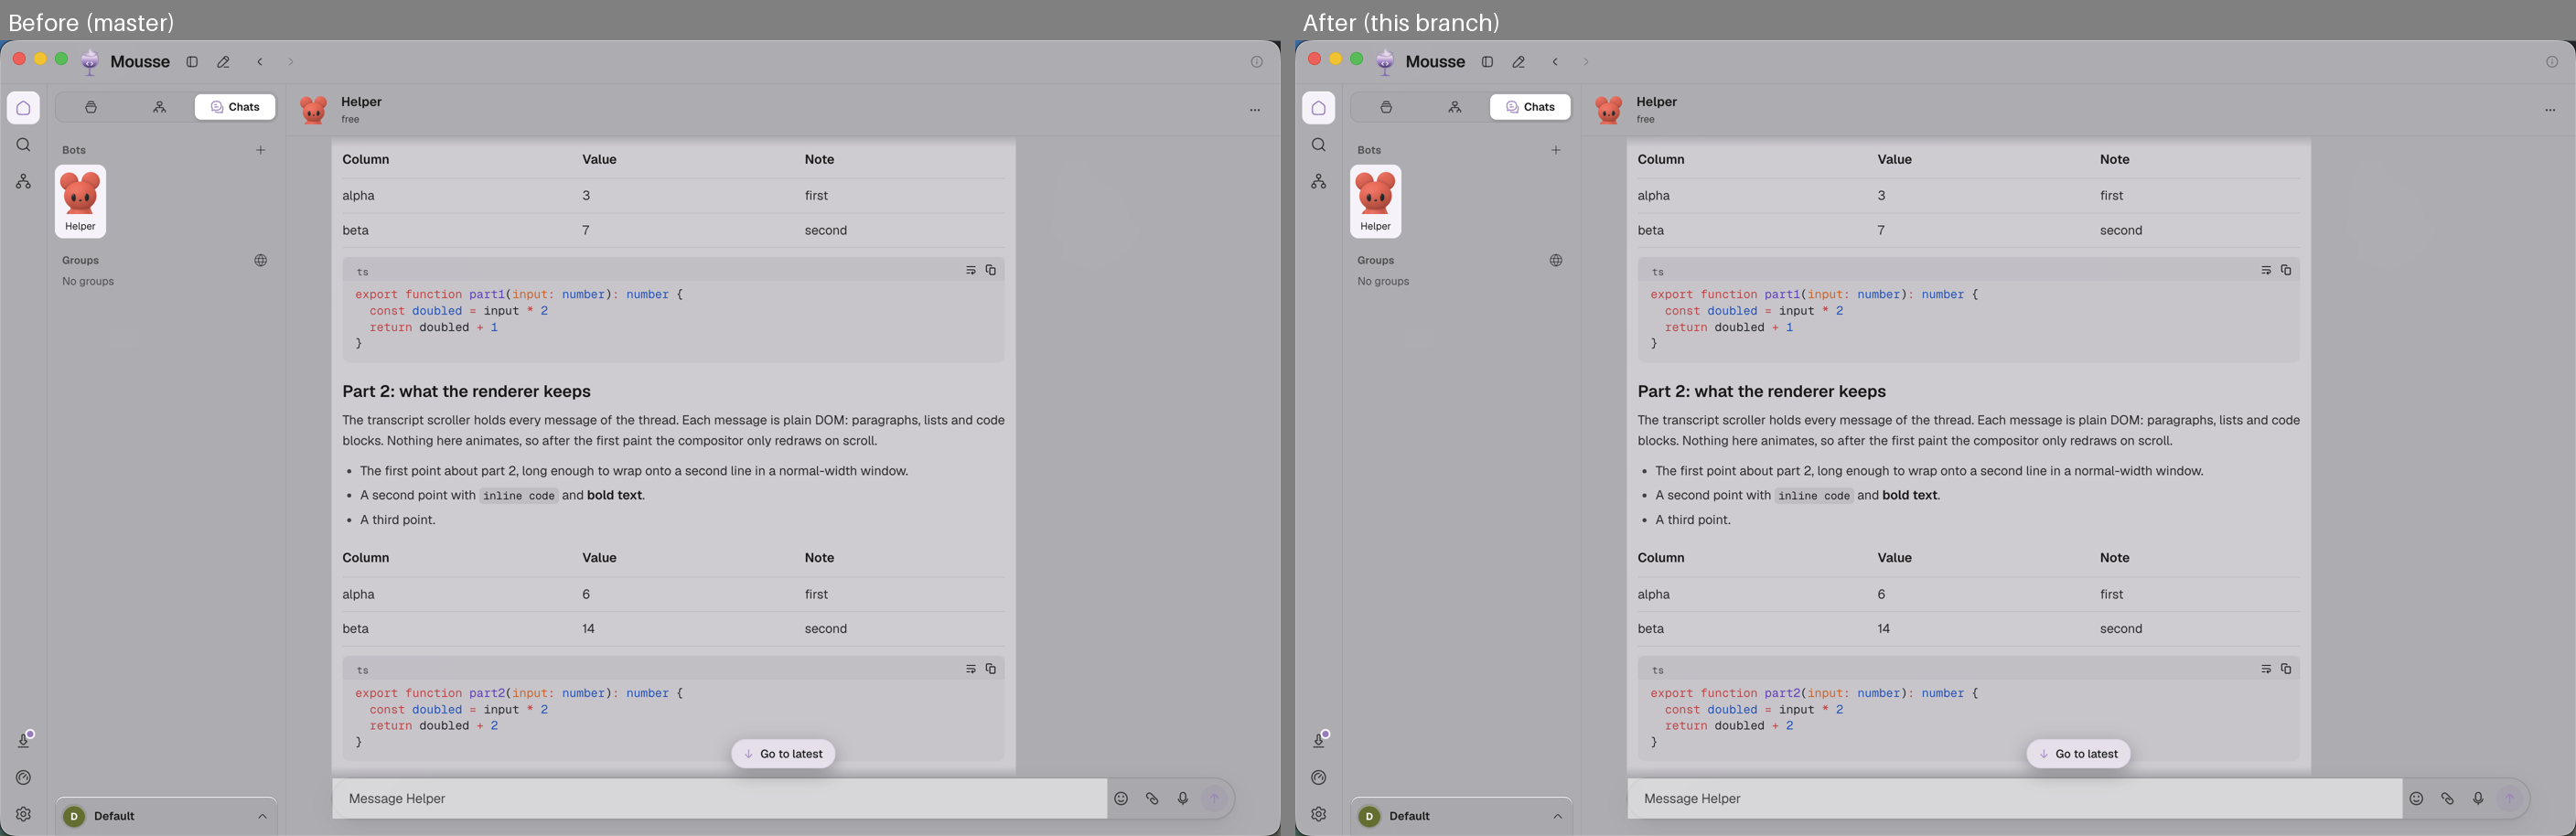 Before (master)
Mousse
Chats
Helper
free
Bots
Helper
Groups
No groups
Column Value Note
alpha 3 first
beta 7 second
ts
export function part1(input: number): number {
const doubled = input * 2
return doubled + 1
}
Part 2: what the renderer keeps
The transcript scroller holds every message of the thread. Each message is plain DOM: paragraphs, lists and code
blocks. Nothing here animates, so after the first paint the compositor only redraws on scroll.
• The first point about part 2, long enough to wrap onto a second line in a normal-width window.
• A second point with inline code and bold text.
• A third point.
Column Value Note
alpha 6 first
beta 14 second
ts
export function part2(input: number): number {
const doubled = input * 2
return doubled + 2
}
Go to latest
Message Helper
D Default
After (this branch)
Mousse
Chats
Helper
free
Bots
Helper
Groups
No groups
Column Value Note
alpha 3 first
beta 7 second
ts
export function part1(input: number): number {
const doubled = input * 2
return doubled + 1
}
Part 2: what the renderer keeps
The transcript scroller holds every message of the thread. Each message is plain DOM: paragraphs, lists and code
blocks. Nothing here animates, so after the first paint the compositor only redraws on scroll.
• The first point about part 2, long enough to wrap onto a second line in a normal-width window.
• A second point with inline code and bold text.
• A third point.
Column Value Note
alpha 6 first
beta 14 second
ts
export function part2(input: number): number {
const doubled = input * 2
return doubled + 2
}
Go to latest
Message Helper
D Default